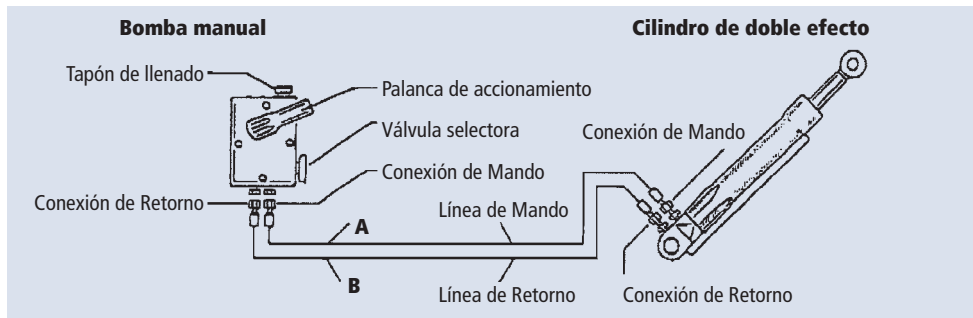 Bomba manual
Cilindro de doble efecto
Tapón de llenado
Palanca de accionamiento
Válvula selectora
Conexión de Mando
Conexión de Mando
Conexión de Retorno
Línea de Mando
A
B
Línea de Retorno
Conexión de Retorno